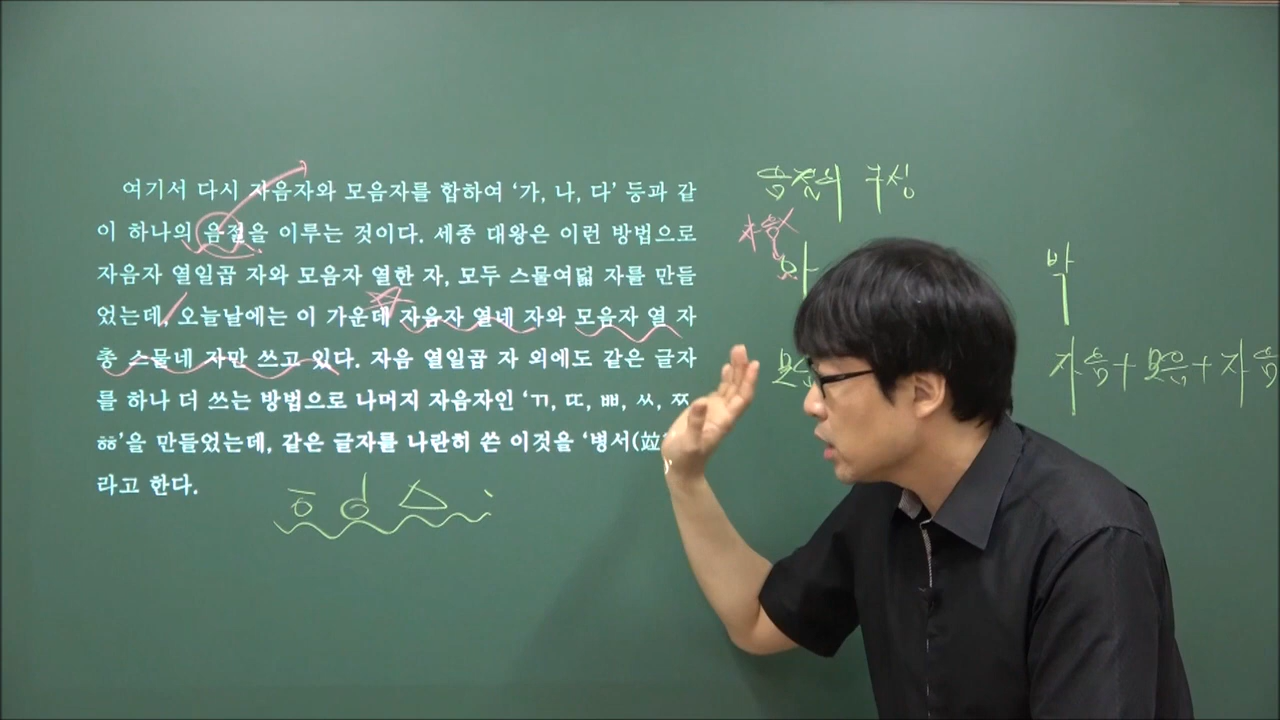 여기서 다시 자음자와 모음자를 합하여 ‘가, 나, 다’ 등과 같
이 하나의 음절을 이루는 것이다. 세종 대왕은 이런 방법으로
자음자 열일곱 자와 모음자 열한 자, 모두 스물여덟 자를 만들
었는데, 오늘날에는 이 가운데 자음자 열네 자와 모음자 열 자
총 스물네 자만 쓰고 있다. 자음 열일곱 자 외에도 같은 글자
를 하나 더 쓰는 방법으로 나머지 자음자인 ‘ㄲ, ㄸ, ㅃ, ㅆ, ㅉ
ㆅ’을 만들었는데, 같은 글자를 나란히 쓴 이것을 ‘병서(竝
라고 한다.
ㆆ ㆁ ㅿ ㆍ
음절의 구성
자음X
아
박
모음
자음+모음+자음